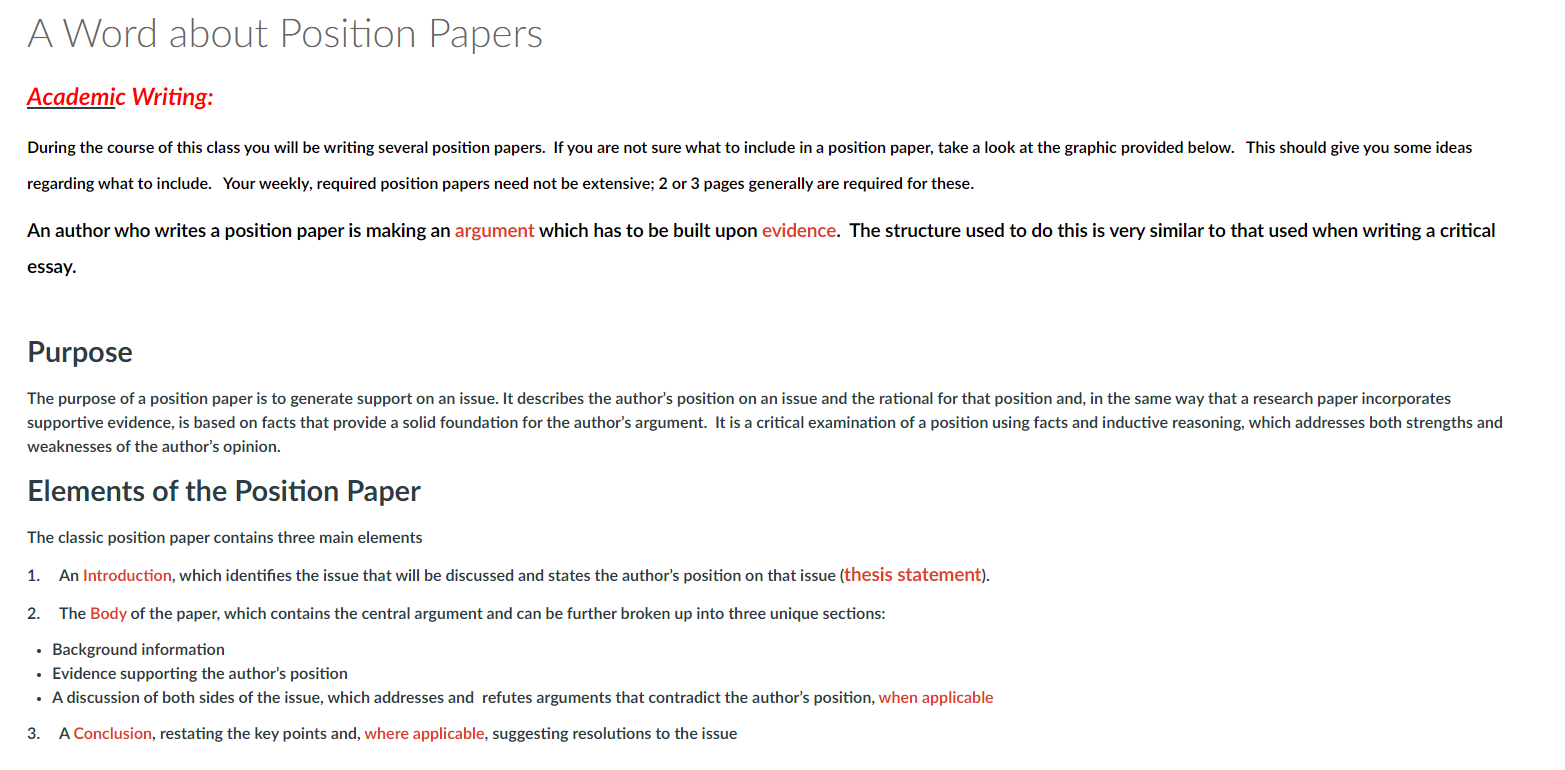 A Word about Position Papers
Academic Writing:
During the course of this class you will be writing several position papers.  If you are not sure what to include in a position paper, take a look at the graphic provided below.   This should give you some ideas
regarding what to include.   Your weekly, required position papers need not be extensive; 2 or 3 pages generally are required for these.
An author who writes a position paper is making an argument which has to be built upon evidence.  The structure used to do this is very similar to that used when writing a critical
essay.
Purpose
The purpose of a position paper is to generate support on an issue. It describes the author's position on an issue and the rational for that position and, in the same way that a research paper incorporates
supportive evidence, is based on facts that provide a solid foundation for the author's argument.  It is a critical examination of a position using facts and inductive reasoning, which addresses both strengths and
weaknesses of the author's opinion.
Elements of the Position Paper
The classic position paper contains three main elements
1.    An Introduction, which identifies the issue that will be discussed and states the author's position on that issue (thesis statement).
2.    The Body of the paper, which contains the central argument and can be further broken up into three unique sections:
• Background information
• Evidence supporting the author's position
• A discussion of both sides of the issue, which addresses and  refutes arguments that contradict the author's position, when applicable
3.    A Conclusion, restating the key points and, where applicable, suggesting resolutions to the issue